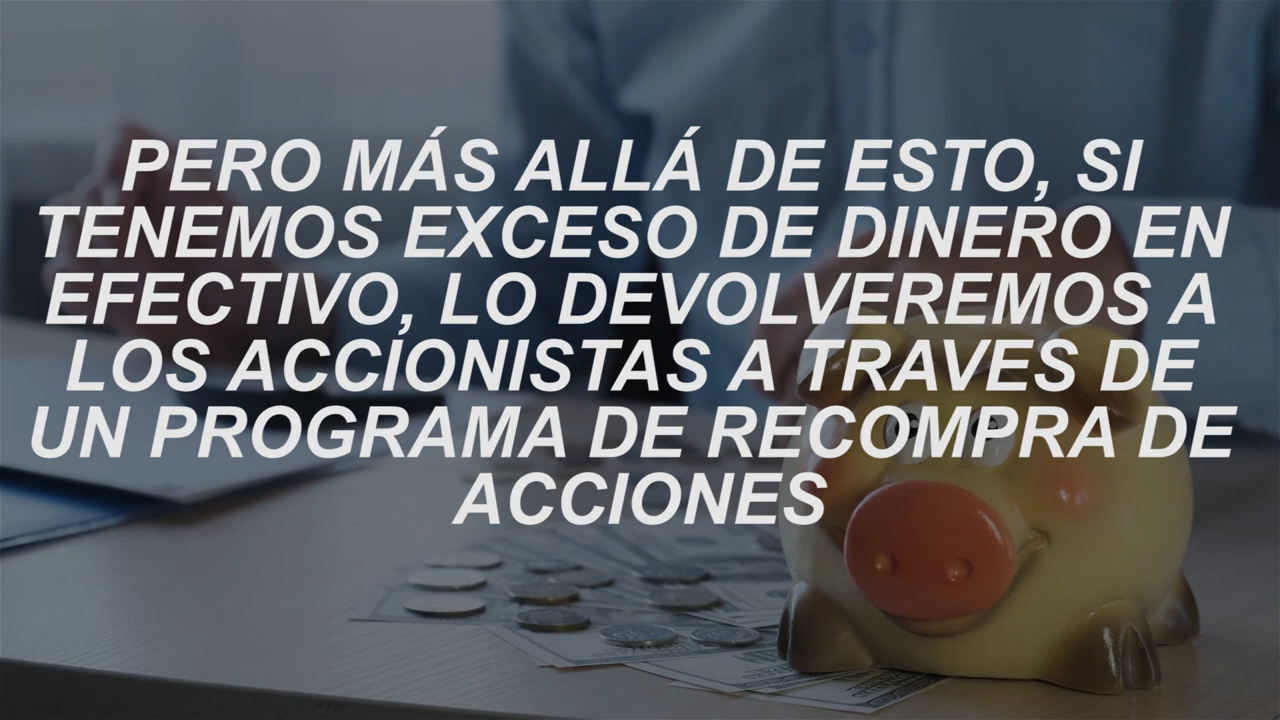 PERO MÁS ALLÁ DE ESTO, SI
TENEMOS EXCESO DE DINERO EN
EFECTIVO, LO DEVOLVEREMOS A
LOS ACCIONISTAS A TRAVES DE
UN PROGRAMA DE RECOMPRA DE
ACCIONES